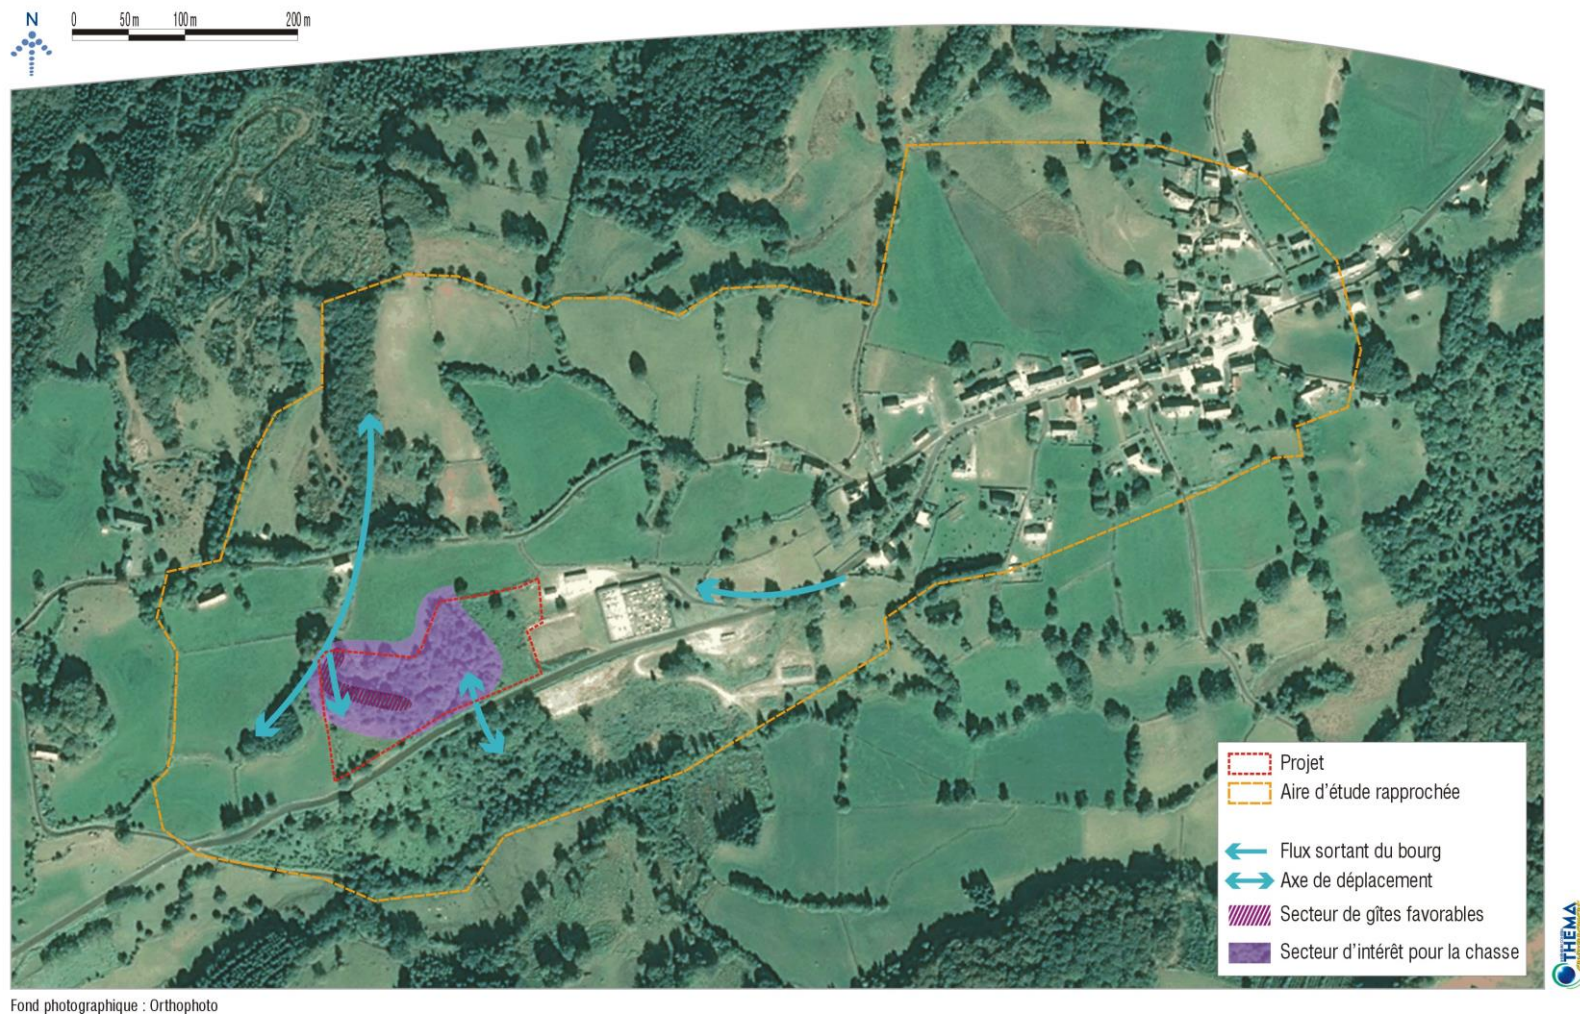 N
0 50 m 100 m 200 m
Projet
Aire d'étude rapprochée
Flux sortant du bourg
Axe de déplacement
Secteur de gîtes favorables
Secteur d'intérêt pour la chasse
THEMA
Fond photographique : Orthophoto